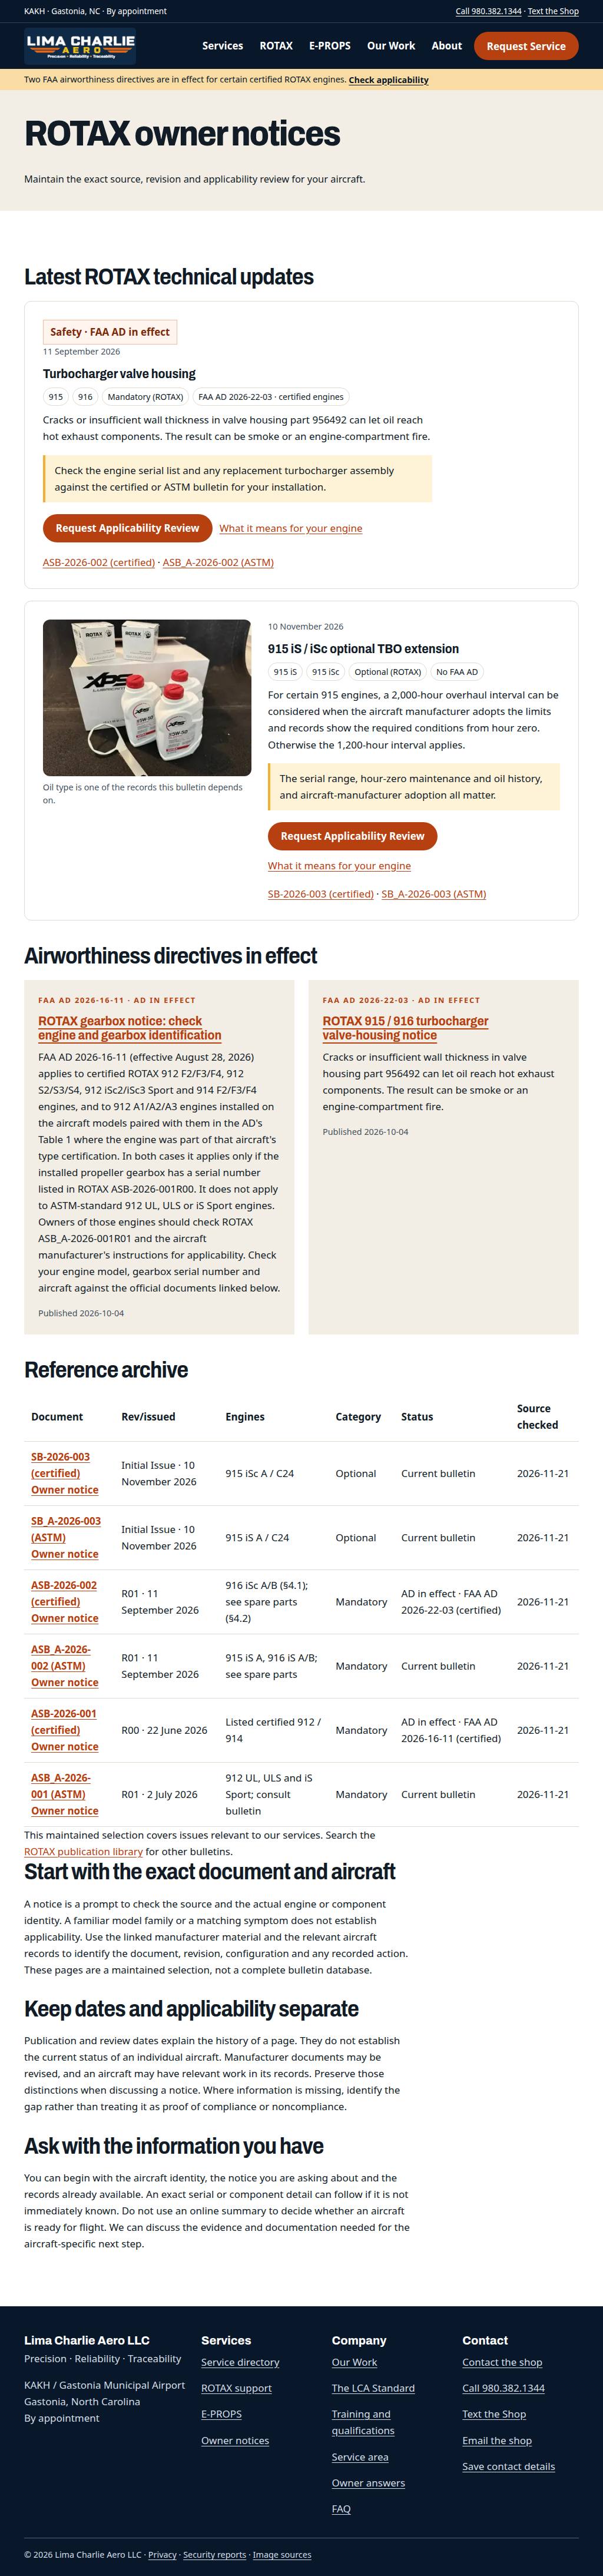 KAKH · Gastonia, NC · By appointment
Call 980.382.1344 · Text the Shop
LIMA CHARLIE
AERO
Precision · Reliability · Traceability
Services
ROTAX
E-PROPS
Our Work
About
Request Service
Two FAA airworthiness directives are in effect for certain certified ROTAX engines. Check applicability
ROTAX owner notices
Maintain the exact source, revision and applicability review for your aircraft.
Latest ROTAX technical updates
Safety · FAA AD in effect
11 September 2026
Turbocharger valve housing
915
916
Mandatory (ROTAX)
FAA AD 2026-22-03 · certified engines
Cracks or insufficient wall thickness in valve housing part 956492 can let oil reach
hot exhaust components. The result can be smoke or an engine-compartment fire.
Check the engine serial list and any replacement turbocharger assembly
against the certified or ASTM bulletin for your installation.
Request Applicability Review
What it means for your engine
ASB-2026-002 (certified) · ASB_A-2026-002 (ASTM)
ROTAX
ROTAX
XPS
Oil type is one of the records this bulletin depends
on.
10 November 2026
915 iS / iSc optional TBO extension
915 iS
915 iSc
Optional (ROTAX)
No FAA AD
For certain 915 engines, a 2,000-hour overhaul interval can be
considered when the aircraft manufacturer adopts the limits
and records show the required conditions from hour zero.
Otherwise the 1,200-hour interval applies.
The serial range, hour-zero maintenance and oil history,
and aircraft-manufacturer adoption all matter.
Request Applicability Review
What it means for your engine
SB-2026-003 (certified) · SB_A-2026-003 (ASTM)
Airworthiness directives in effect
FAA AD 2026-16-11 · AD IN EFFECT
ROTAX gearbox notice: check
engine and gearbox identification
FAA AD 2026-16-11 (effective August 28, 2026)
applies to certified ROTAX 912 F2/F3/F4, 912
S2/S3/S4, 912 iSc2/iSc3 Sport and 914 F2/F3/F4
engines, and to 912 A1/A2/A3 engines installed on
the aircraft models paired with them in the AD's
Table 1 where the engine was part of that aircraft's
type certification. In both cases it applies only if the
installed propeller gearbox has a serial number
listed in ROTAX ASB-2026-001R00. It does not apply
to ASTM-standard 912 UL, ULS or iS Sport engines.
Owners of those engines should check ROTAX
ASB_A-2026-001R01 and the aircraft
manufacturer's instructions for applicability. Check
your engine model, gearbox serial number and
aircraft against the official documents linked below.
Published 2026-10-04
FAA AD 2026-22-03 · AD IN EFFECT
ROTAX 915 / 916 turbocharger
valve-housing notice
Cracks or insufficient wall thickness in valve
housing part 956492 can let oil reach hot exhaust
components. The result can be smoke or an
engine-compartment fire.
Published 2026-10-04
Reference archive
Document Rev/issued Engines Category Status Source checked
SB-2026-003 (certified) Owner notice Initial Issue · 10 November 2026 915 iSc A / C24 Optional Current bulletin 2026-11-21
SB_A-2026-003 (ASTM) Owner notice Initial Issue · 10 November 2026 915 iS A / C24 Optional Current bulletin 2026-11-21
ASB-2026-002 (certified) Owner notice R01 · 11 September 2026 916 iSc A/B (§4.1); see spare parts (§4.2) Mandatory AD in effect · FAA AD 2026-22-03 (certified) 2026-11-21
ASB_A-2026-002 (ASTM) Owner notice R01 · 11 September 2026 915 iS A, 916 iS A/B; see spare parts Mandatory Current bulletin 2026-11-21
ASB-2026-001 (certified) Owner notice R00 · 22 June 2026 Listed certified 912 / 914 Mandatory AD in effect · FAA AD 2026-16-11 (certified) 2026-11-21
ASB_A-2026-001 (ASTM) Owner notice R01 · 2 July 2026 912 UL, ULS and iS Sport; consult bulletin Mandatory Current bulletin 2026-11-21
This maintained selection covers issues relevant to our services. Search the
ROTAX publication library for other bulletins.
Start with the exact document and aircraft
A notice is a prompt to check the source and the actual engine or component
identity. A familiar model family or a matching symptom does not establish
applicability. Use the linked manufacturer material and the relevant aircraft
records to identify the document, revision, configuration and any recorded action.
These pages are a maintained selection, not a complete bulletin database.
Keep dates and applicability separate
Publication and review dates explain the history of a page. They do not establish
the current status of an individual aircraft. Manufacturer documents may be
revised, and an aircraft may have relevant work in its records. Preserve those
distinctions when discussing a notice. Where information is missing, identify the
gap rather than treating it as proof of compliance or noncompliance.
Ask with the information you have
You can begin with the aircraft identity, the notice you are asking about and the
records already available. An exact serial or component detail can follow if it is not
immediately known. Do not use an online summary to decide whether an aircraft
is ready for flight. We can discuss the evidence and documentation needed for the
aircraft-specific next step.
Lima Charlie Aero LLC
Precision · Reliability · Traceability
KAKH / Gastonia Municipal Airport
Gastonia, North Carolina
By appointment
Services
Service directory
ROTAX support
E-PROPS
Owner notices
Company
Our Work
The LCA Standard
Training and
qualifications
Service area
Owner answers
FAQ
Contact
Contact the shop
Call 980.382.1344
Text the Shop
Email the shop
Save contact details
© 2026 Lima Charlie Aero LLC · Privacy · Security reports · Image sources